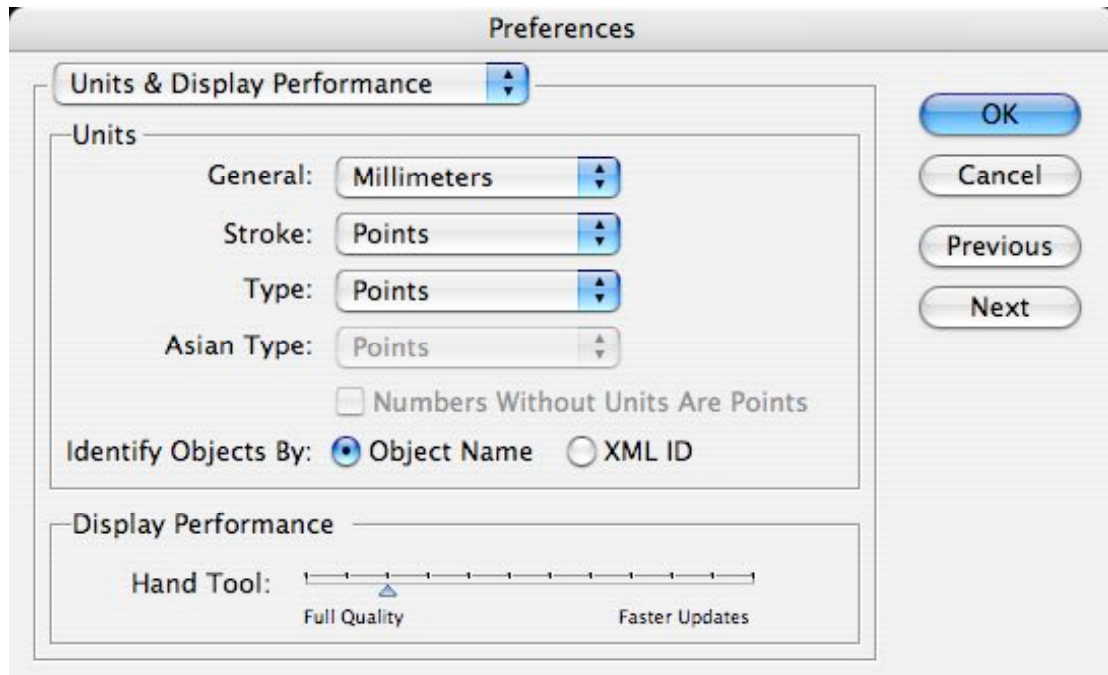 Preferences
Units & Display Performance
OK
Units
General: Millimeters
Cancel
Stroke: Points
Previous
Type: Points
Next
Asian Type: Points
Numbers Without Units Are Points
Identify Objects By: Object Name XML ID
Display Performance
Hand Tool:
Full Quality Faster Updates